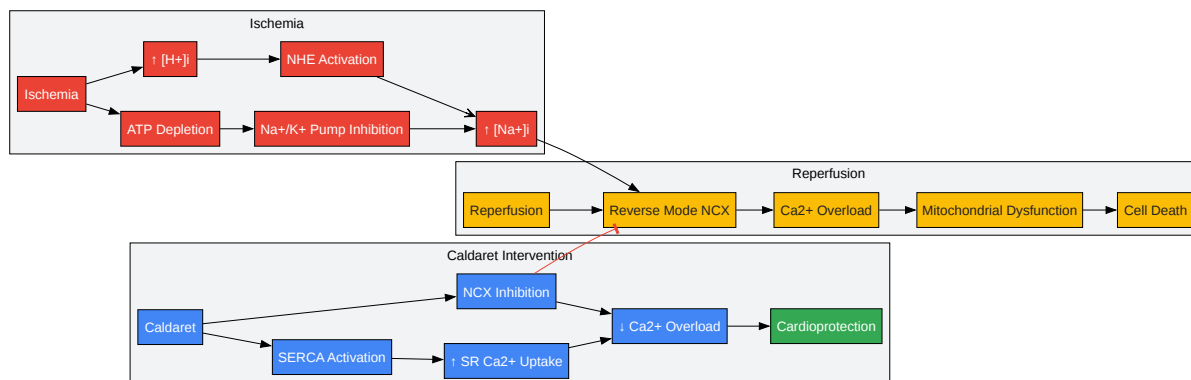 Ischemia
↑ [H+]i
NHE Activation
Ischemia
ATP Depletion
Na+/K+ Pump Inhibition
↑ [Na+]i
Reperfusion
Reperfusion
Reverse Mode NCX
Ca2+ Overload
Mitochondrial Dysfunction
Cell Death
Caldaret Intervention
NCX Inhibition
Caldaret
↓ Ca2+ Overload
Cardioprotection
SERCA Activation
↑ SR Ca2+ Uptake